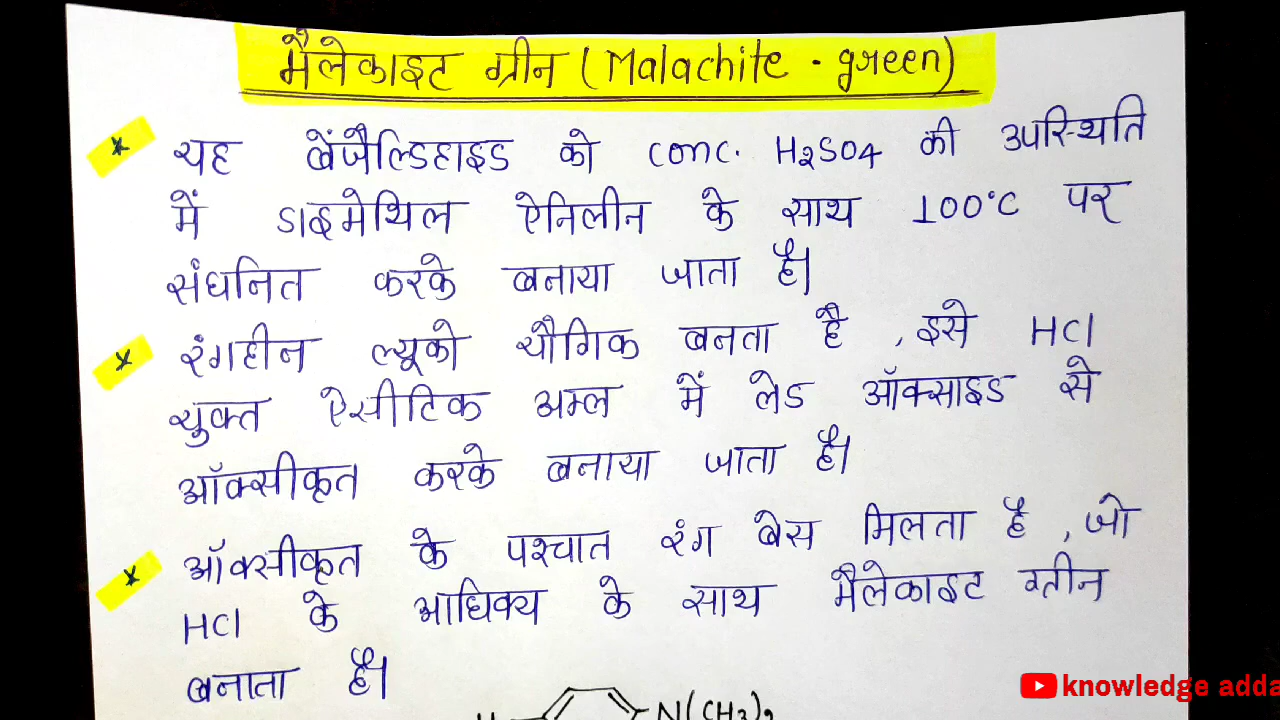 मैलेकाइट ग्रीन (Malachite-green)
* यह बेंजैल्डिहाइड को conc. H2SO4 की उपस्थिति
में डाइमेथिल ऐनिलीन के साथ 100°C पर
संघनित करके बनाया जाता है।
* रंगहीन ल्यूको यौगिक बनता है , इसे HCl
युक्त ऐसीटिक अम्ल में लेड ऑक्साइड से
ऑक्सीकृत करके बनाया जाता है।
* ऑक्सीकृत के पश्चात रंग बेस मिलता है , जो
HCl के आधिक्य के साथ मैलेकाइट ग्रीन
बनाता है।
N(CH3)2
knowledge adda